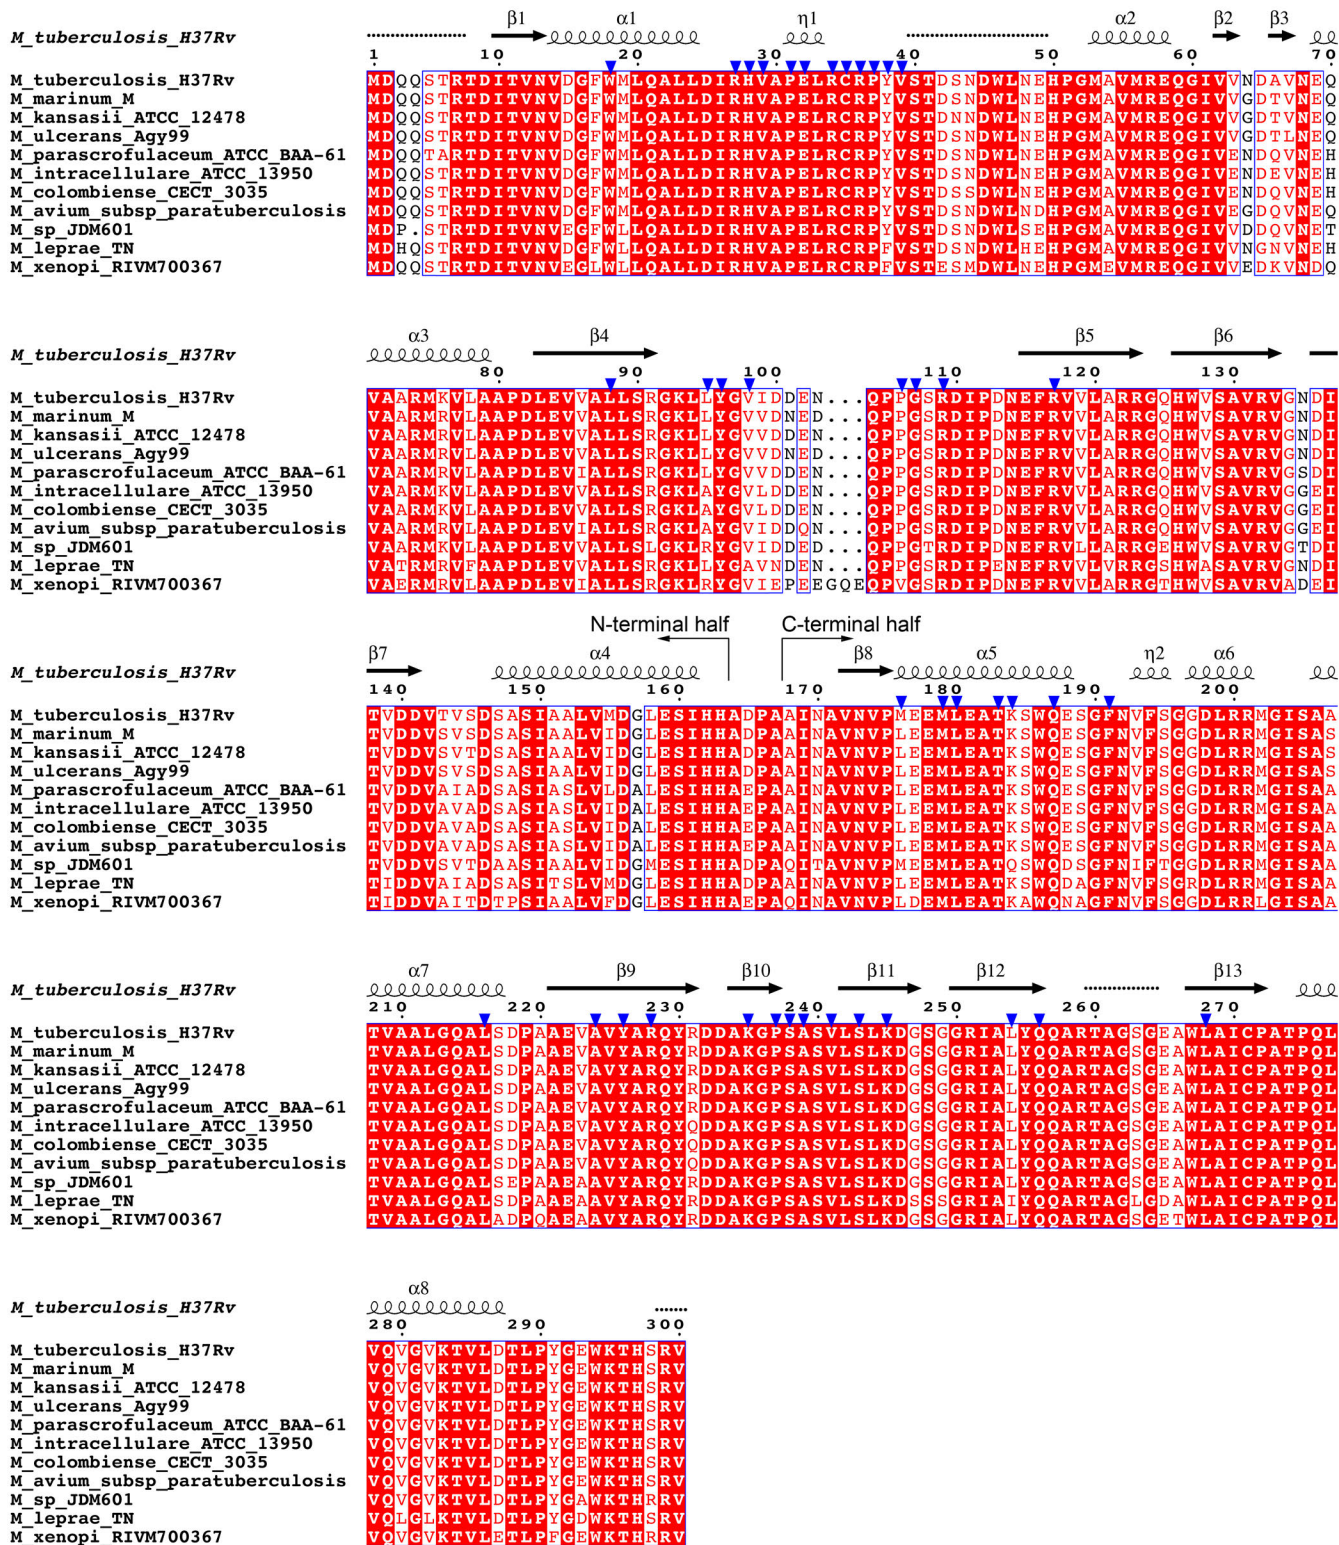 β1 α1 η1 α2 β2 β3
M_tuberculosis_H37Rv
1 10 20 30 40 50 60 70
M_tuberculosis_H37Rv MDQQSTRTDITVNVDGFWMLQALLDIRHVAPELRCRPYVSTDSNDWLNEHPGMAVMREQGIVVNDAVNEQ
M_marinum_M MDQQSTRTDITVNVDGFWMLQALLDIRHVAPELRCRPYVSTDSNDWLNEHPGMAVMREQGIVVGDTVNEQ
M_kansasii_ATCC_12478 MDQQSTRTDITVNVDGFWMLQALLDIRHVAPELRCRPYVSTDNNDWLNEHPGMAVMREQGIVVGDTVNEQ
M_ulcerans_Agy99 MDQQSTRTDITVNVDGFWMLQALLDIRHVAPELRCRPYVSTDSNDWLNEHPGMAVMREQGIVVGDTLNEQ
M_parascrofulaceum_ATCC_BAA-61 MDQQTARTDITVNVDGFWMLQALLDIRHVAPELRCRPYVSTDSNDWLNEHPGMAVMREQGIVENDQVNEH
M_intracellulare_ATCC_13950 MDQQSTRTDITVNVDGFWMLQALLDIRHVAPELRCRPYVSTDNSDWLNEHPGMAVMREQGIVENDEVNEH
M_colombiense_CECT_3035 MDQQSTRTDITVNVDGFWMLQALLDIRHVAPELRCRPYVSTDSSDWLNEHPGMAVMREQGIVENDQVNEH
M_avium_subsp_paratuberculosis MDQQSTRTDITVNVDGFWMLQALLDIRHVAPELRCRPYVSTDSNDWLNDHPGMAVMREQGIVEGDQVNEQ
M_sp_JDM601 MDP.STRTDITVNVEGFWLLQALLDIRHVAPELRCRPYVSTDSNDWLSEHPGMAVMREQGIVVDDQVNET
M_leprae_TN MDHQSTRTDITVNVDGFWLLQALLDIRHVAPELRCRPFVSTDSNDWLHEHPGMAVMREQGIVVNGNVNEH
M_xenopi_RIVM700367 MDQQSTRTDITVNVEGLWLLQALLDIRHVAPELRCRPFVSTESMDWLNEHPGMEVMREQGIVVEDKVNDQ
α3 β4 β5 β6
M_tuberculosis_H37Rv
80 90 100 110 120 130
M_tuberculosis_H37Rv VAARMKVLAAPDLEVVALLSRGKLLYGVIDDEN...QPPGSRDIPDNEFRVVLARRGQHWVSAVRVGNDI
M_marinum_M VAARMRVLAAPDLEVVALLSRGKLLYGVVDNED...QPPGSRDIPDNEFRVVLARRGQHWVSAVRVGNDI
M_kansasii_ATCC_12478 VAARMRVLAAPDLEVVALLSRGKLLYGVVDDEN...QPPGSRDIPDNEFRVVLARRGQHWVSAVRVGNDI
M_ulcerans_Agy99 VAARMRVLAAPDLEVVALLSRGKLLYGVVDNED...QPPGSRDIPDNEFRVVLARRGQHWVSAVRVGNDI
M_parascrofulaceum_ATCC_BAA-61 VAARMRVLAAPDLEVIALLSRGKLLYGVVDDEN...QPPGSRDIPDNEFRVVLARRGQHWVSAVRVGSDI
M_intracellulare_ATCC_13950 VAARMKVLAAPDLEVVALLSRGKLAYGVLDDEN...QPPGSRDIPDNEFRVVLARRGQHWVSAVRVGGEI
M_colombiense_CECT_3035 VAARMRVLAAPDLEVVALLSRGKLAYGVLDDEN...QPPGSRDIPDNEFRVVLARRGQHWVSAVRVGGEI
M_avium_subsp_paratuberculosis VAARMKVLAAPDLEVVALLSRGKLAYGVIDDQN...QPPGSRDIPDNEFRVVLARRGQHWVSAVRVGGEI
M_sp_JDM601 VAARMKVLAAPDLEVVALLSLGKLRYGVIDDED...QPPGTRDIPDNEFRVLLARRGEHWVSAVRVGTDI
M_leprae_TN VATRMRVFAAPDLEVVALLSRGKLLYGAVNDEN...QPPGSRDIPENEFRVVLARRGQHWVSAVRVGNDI
M_xenopi_RIVM700367 VAERMRVLAAPDLEVIALLSRGKLRYGVIEPEEGQEQPVGSRDIPDNEFRVVLARRGTHWVSAVRVADEI
N-terminal half C-terminal half
β7 α4 β8 α5 η2 α6
M_tuberculosis_H37Rv
140 150 160 170 180 190 200
M_tuberculosis_H37Rv TVDDVTVSDSASIAALVMDGLESIHHADPAAINAVNVPMEEMLEATKSWQESGFNVFSGGDLRRMGISAA
M_marinum_M TVDDVSVSDSASIAALVIDGLESIHHADPAAINAVNVPLEEMLEATKSWQESGFNVFSGGDLRRMGISAS
M_kansasii_ATCC_12478 TVDDVSVTDSASIAALVIDGLESIHHADPAAINAVNVPLEEMLEATKSWQESGFNVFSGGDLRRMGISAA
M_ulcerans_Agy99 TVDDVSVSDSASIAALVIDGLESIHHADPAAINAVNVPLEEMLEATKSWQESGFNVFSGGDLRRMGISAS
M_parascrofulaceum_ATCC_BAA-61 TVDDVAIADSASIASLVLDALESIHHAEPAAINAVNVPLEEMLEATKSWQESGFNVFSGGDLRRMGISAA
M_intracellulare_ATCC_13950 TVDDVAVADSASIASLVIDALESIHHAEPAAINAVNVPLEEMLEATKSWQESGFNVFSGGDLRRMGISAA
M_colombiense_CECT_3035 TVDDVAVADSASIASLVIDALESIHHAEPAAINAVNVPLEEMLEATKSWQESGFNVFSGGDLRRMGISAA
M_avium_subsp_paratuberculosis TVDDVAVADSASIASLVIDALESIHHAEPAAINAVNVPLEEMLEATKSWQESGFNVFSGGDLRRMGISAA
M_sp_JDM601 TVDDVSVTDAASIAALVIDGMESIHHADPAQITAVNVPMEEMLEATQSWQDSGFNIFTGGDLRRMGISAA
M_leprae_TN TIDDVAIADSASITSLVMDGLESIHHADPAAINAVNVPLEEMLEATKSWQDAGFNVFSGRDLRRMGISAA
M_xenopi_RIVM700367 TIDDVAITDTPSIAALVFDGLESIHHAEPAQINAVNVPLDEMLEATKAWQNAGFNVFSGGDLRRLGISAA
α7 β9 β10 β11 β12 β13
M_tuberculosis_H37Rv
210 220 230 240 250 260 270
M_tuberculosis_H37Rv TVAALGQALSDPAAEVAVYARQYRDDAKGPSASVLSLKDGSGGRIALYQQARTAGSGEAWLAICPATPQL
M_marinum_M TVAALGQALSDPAAEVAVYARQYRDDAKGPSASVLSLKDGSGGRIALYQQARTAGSGEAWLAICPATPQL
M_kansasii_ATCC_12478 TVAALGQALSDPAAEVAVYARQYRDDAKGPSASVLSLKDGSGGRIALYQQARTAGSGEAWLAICPATPQL
M_ulcerans_Agy99 TVAALGQALSDPAAEVAVYARQYRDDAKGPSASVLSLKDGSGGRIALYQQARTAGSGEAWLAICPATPQL
M_parascrofulaceum_ATCC_BAA-61 TVAALGQALSDPAAEVAVYARQYRDDAKGPSASVLSLKDGSGGRIALYQQARTAGSGEAWLAICPATPQL
M_intracellulare_ATCC_13950 TVAALGQALSDPAAEVAVYARQYQDDAKGPSASVLSLKDGSGGRIALYQQARTAGSGEAWLAICPATPQL
M_colombiense_CECT_3035 TVAALGQALSDPAAEVAVYARQYQDDAKGPSASVLSLKDGSGGRIALYQQARTAGSGEAWLAICPATPQL
M_avium_subsp_paratuberculosis TVAALGQALSDPAAEVAVYARQYQDDAKGPSASVLSLKDGSGGRIALYQQARTAGSGEAWLAICPATPQL
M_sp_JDM601 TVAALGQALSEPAAEAAVYARQYRDDAKGPSASVLSLKDGSGGRIALYQQARTAGSGEAWLAICPATPQL
M_leprae_TN TVAALGQALSDPAAEVAVYARQYRDDAKGPSASVLSLKDSSGGRIAIYQQARTAGLGDAWLAICPATPQL
M_xenopi_RIVM700367 TVAALGQALADPQAEAAVYARQYRDDAKGPSASVLSLKDGSGGRIALYQQARTAGSGETWLAICPATPQL
α8
M_tuberculosis_H37Rv
280 290 300
M_tuberculosis_H37Rv VQVGVKTVLDTLPYGEWKTHSRV
M_marinum_M VQVGVKTVLDTLPYGEWKTHSRV
M_kansasii_ATCC_12478 VQVGVKTVLDTLPYGEWKTHSRV
M_ulcerans_Agy99 VQVGVKTVLDTLPYGEWKTHSRV
M_parascrofulaceum_ATCC_BAA-61 VQVGVKTVLDTLPYGEWKTHSRV
M_intracellulare_ATCC_13950 VQVGVKTVLDTLPYGEWKTHSRV
M_colombiense_CECT_3035 VQVGVKTVLDTLPYGEWKTHSRV
M_avium_subsp_paratuberculosis VQVGVKTVLDTLPYGEWKTHSRV
M_sp_JDM601 VQVGVKTVLDTLPYGAWKTHRRV
M_leprae_TN VQLGLKTVLDTLPYGDWKTHSRV
M_xenopi_RIVM700367 VQVGVKTVLETLPFGEWKTHRRV